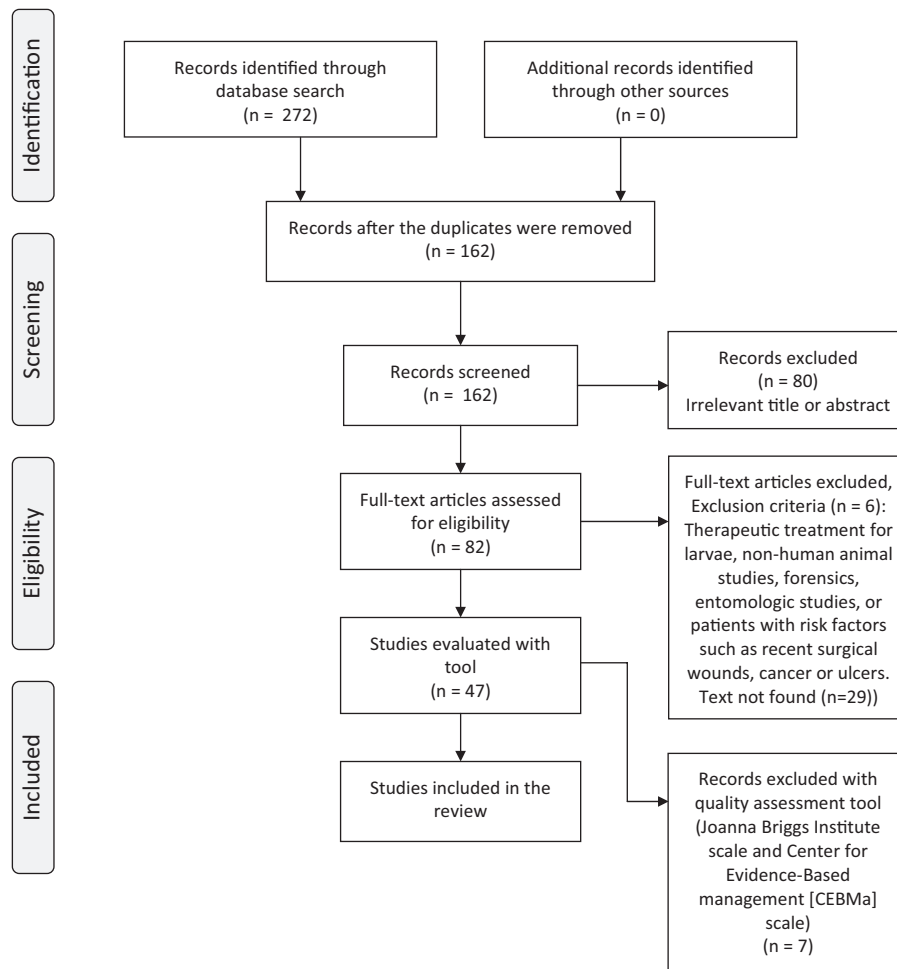 Identification
Records identified through
database search
(n = 272)
Additional records identified
through other sources
(n = 0)
Records after the duplicates were removed
(n = 162)
Screening
Records screened
(n = 162)
Records excluded
(n = 80)
Irrelevant title or abstract
Eligibility
Full-text articles assessed
for eligibility
(n = 82)
Full-text articles excluded,
Exclusion criteria (n = 6):
Therapeutic treatment for
larvae, non-human animal
studies, forensics,
entomologic studies, or
patients with risk factors
such as recent surgical
wounds, cancer or ulcers.
Text not found (n=29))
Studies evaluated with
tool
(n = 47)
Included
Studies included in the
review
Records excluded with
quality assessment tool
(Joanna Briggs Institute
scale and Center for
Evidence-Based
management [CEBMa]
scale)
(n = 7)